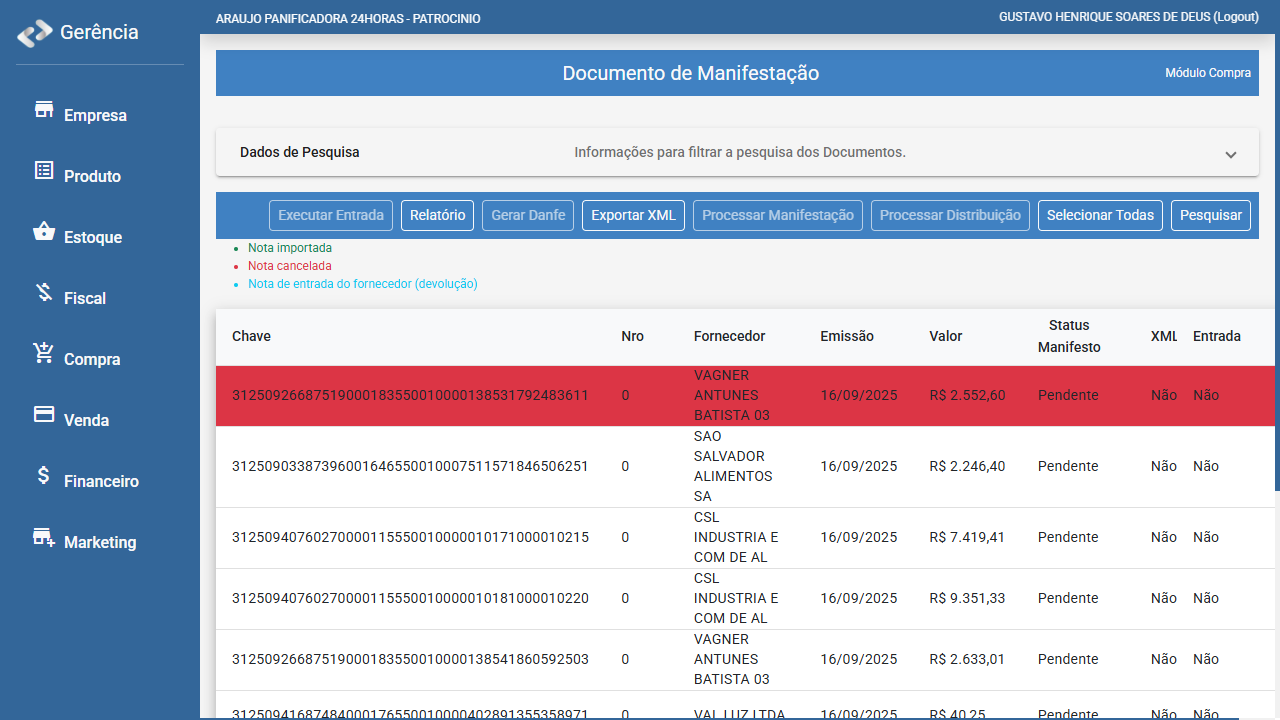 Gerência
ARAUJO PANIFICADORA 24HORAS - PATROCINIO
GUSTAVO HENRIQUE SOARES DE DEUS (Logout)
Empresa
Produto
Estoque
Fiscal
Compra
Venda
Financeiro
Marketing
Documento de Manifestação
Módulo Compra
Dados de Pesquisa
Informações para filtrar a pesquisa dos Documentos.
Executar Entrada Relatório Gerar Danfe Exportar XML Processar Manifestação Processar Distribuição Selecionar Todas Pesquisar
Nota importada
Nota cancelada
Nota de entrada do fornecedor (devolução)
Chave Nro Fornecedor Emissão Valor Status Manifesto XML Entrada
31250926687519000183550010000138531792483611 0 VAGNER ANTUNES BATISTA 03 16/09/2025 R$ 2.552,60 Pendente Não Não
31250903387396001646550010007511571846506251 0 SAO SALVADOR ALIMENTOS SA 16/09/2025 R$ 2.246,40 Pendente Não Não
31250940760270000115550010000010171000010215 0 CSL INDUSTRIA E COM DE AL 16/09/2025 R$ 7.419,41 Pendente Não Não
31250940760270000115550010000010181000010220 0 CSL INDUSTRIA E COM DE AL 16/09/2025 R$ 9.351,33 Pendente Não Não
31250926687519000183550010000138541860592503 0 VAGNER ANTUNES BATISTA 03 16/09/2025 R$ 2.633,01 Pendente Não Não
31250941687484000176550010000402891355358971 0 VAL LUZ LTDA 16/09/2025 R$ 40,25 Pendente Não Não